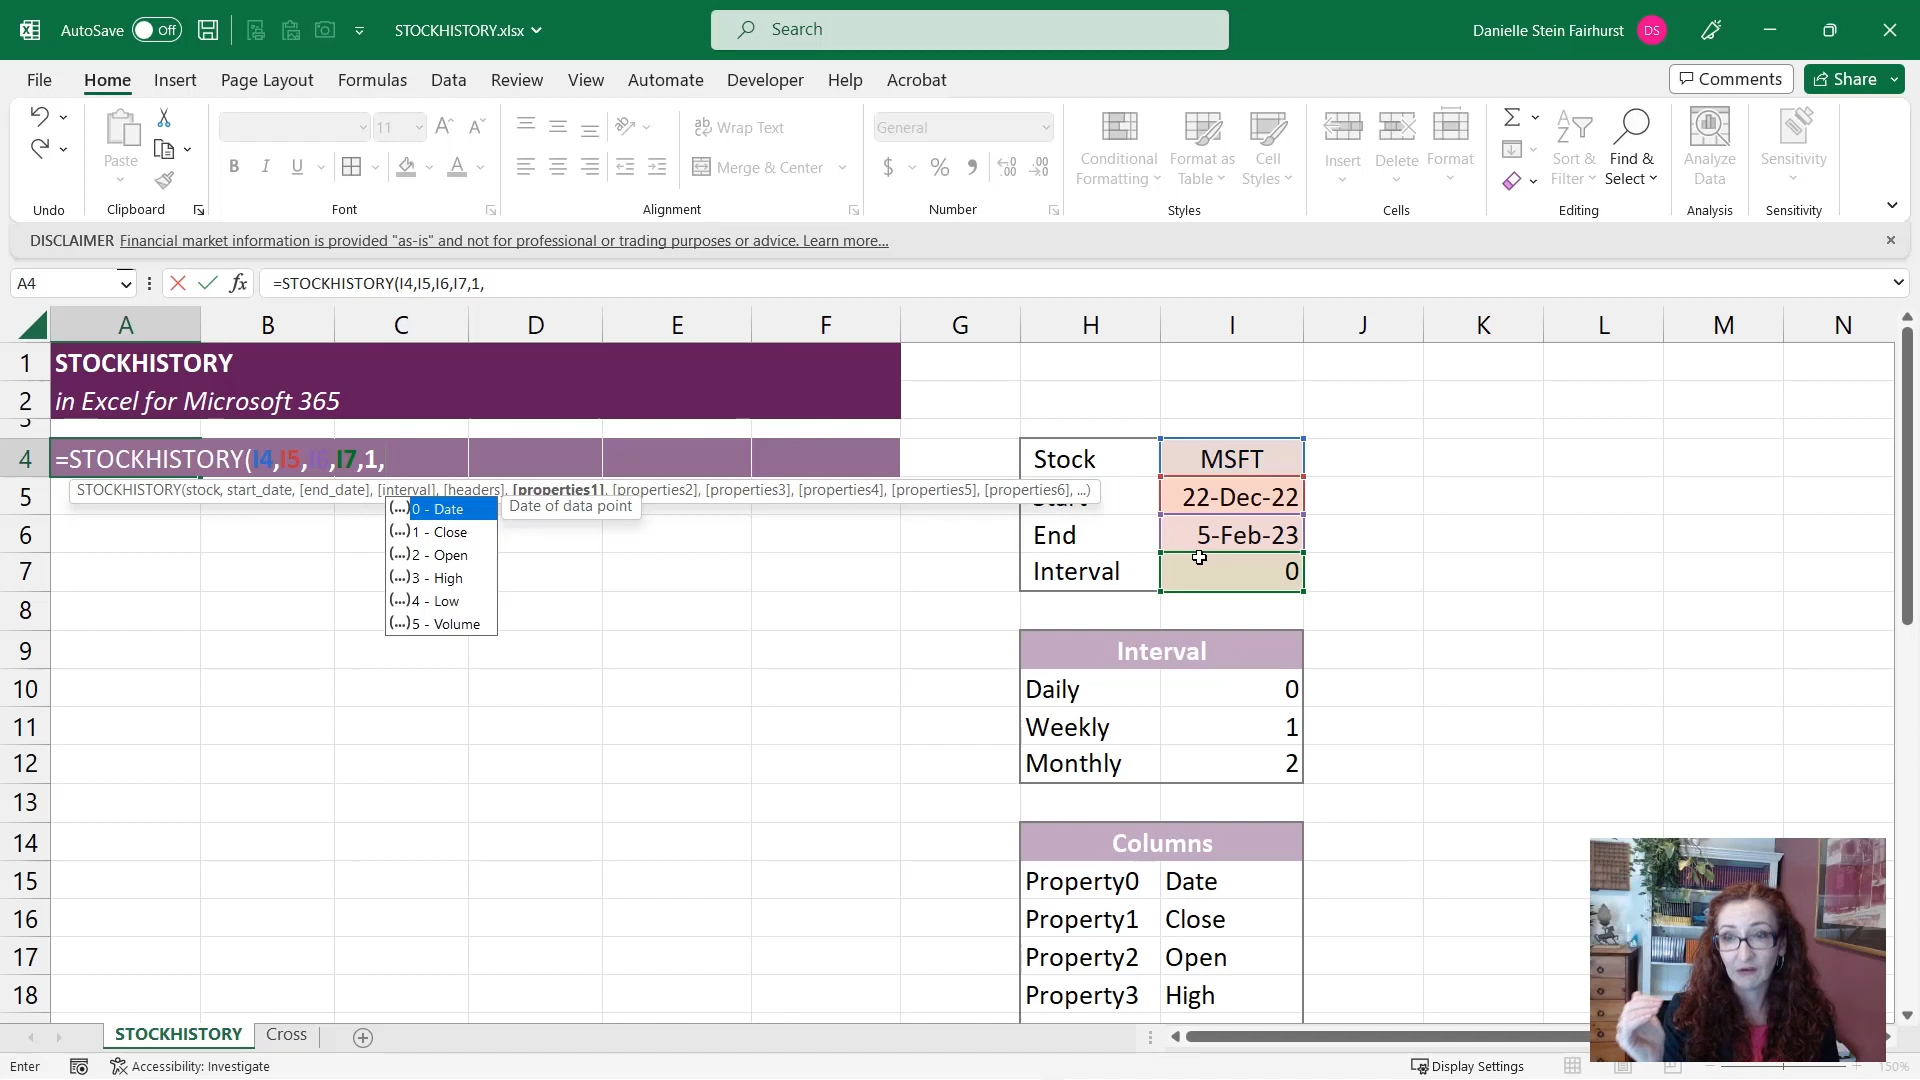 AutoSave Off STOCKHISTORY.xlsx Search Danielle Stein Fairhurst DS
File Home Insert Page Layout Formulas Data Review View Automate Developer Help Acrobat Comments Share
Paste 11 Wrap Text General Conditional Formatting Format as Table Cell Styles Insert Delete Format Sort & Filter Find & Select Analyze Data Sensitivity
B I U Merge & Center $ %
Undo Clipboard Font Alignment Number Styles Cells Editing Analysis Sensitivity
DISCLAIMER Financial market information is provided "as-is" and not for professional or trading purposes or advice. Learn more...
A4 fx =STOCKHISTORY(I4,I5,I6,I7,1,
A B C D E F G H I J K L M N
1 STOCKHISTORY
2 in Excel for Microsoft 365
3
4 =STOCKHISTORY(I4,I5,I6,I7,1, Stock MSFT
STOCKHISTORY(stock, start_date, [end_date], [interval], [headers], [properties1], [properties2], [properties3], [properties4], [properties5], [properties6], ...)
5 Start 22-Dec-22
(...) 0 - Date Date of data point
(...) 1 - Close
6 End 5-Feb-23
(...) 2 - Open
7 Interval 0
(...) 3 - High
(...) 4 - Low
8
(...) 5 - Volume
9 Interval
10 Daily 0
11 Weekly 1
12 Monthly 2
13
14 Columns
15 Property0 Date
16 Property1 Close
17 Property2 Open
18 Property3 High
STOCKHISTORY Cross
Enter Accessibility: Investigate Display Settings 150%